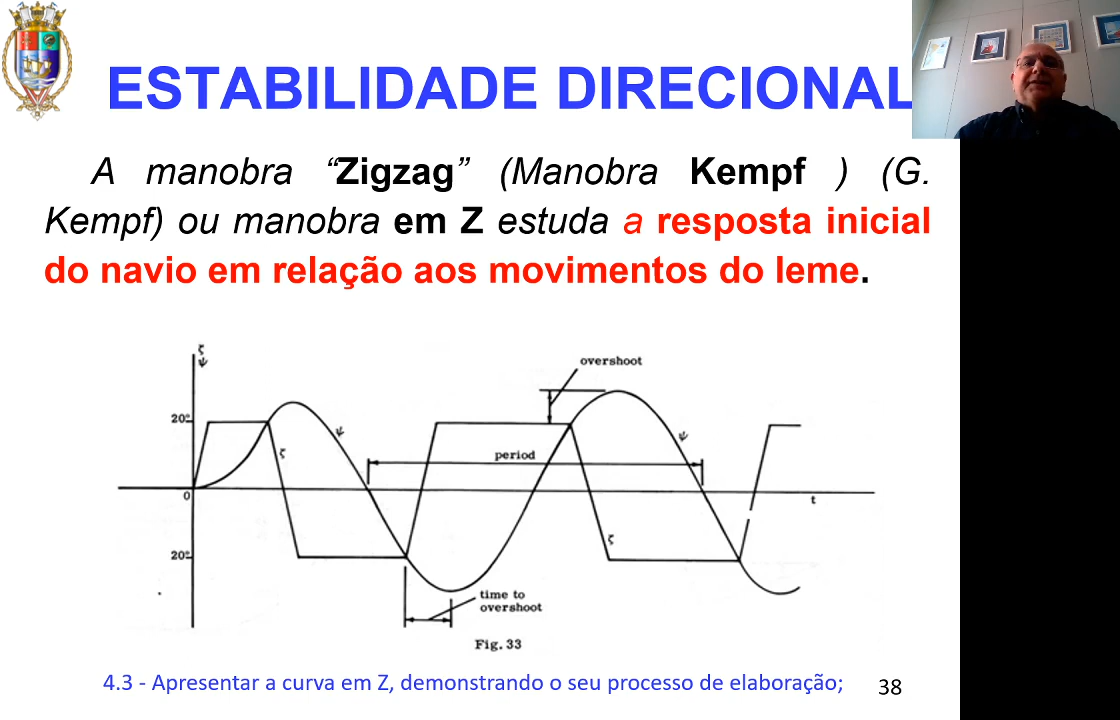 ESTABILIDADE DIRECIONAL
A manobra “Zigzag” (Manobra Kempf ) (G.
Kempf) ou manobra em Z estuda a resposta inicial
do navio em relação aos movimentos do leme.
ζ
ψ
overshoot
20°
ψ
ζ
ψ
period
0
t
20°
ζ
time to
overshoot
Fig. 33
4.3 - Apresentar a curva em Z, demonstrando o seu processo de elaboração;
38